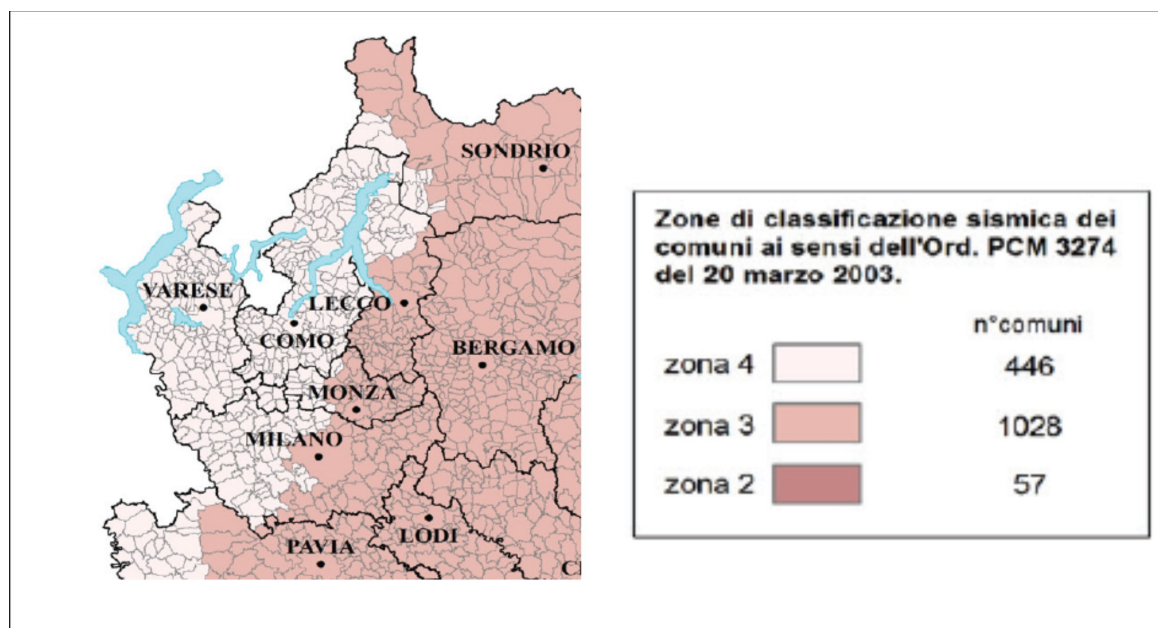 SONDRIO
VARESE
LECCO
COMO
BERGAMO
MONZA
MILANO
LODI
PAVIA
Zone di classificazione sismica dei
comuni ai sensi dell'Ord. PCM 3274
del 20 marzo 2003.
n°comuni
zona 4 446
zona 3 1028
zona 2 57